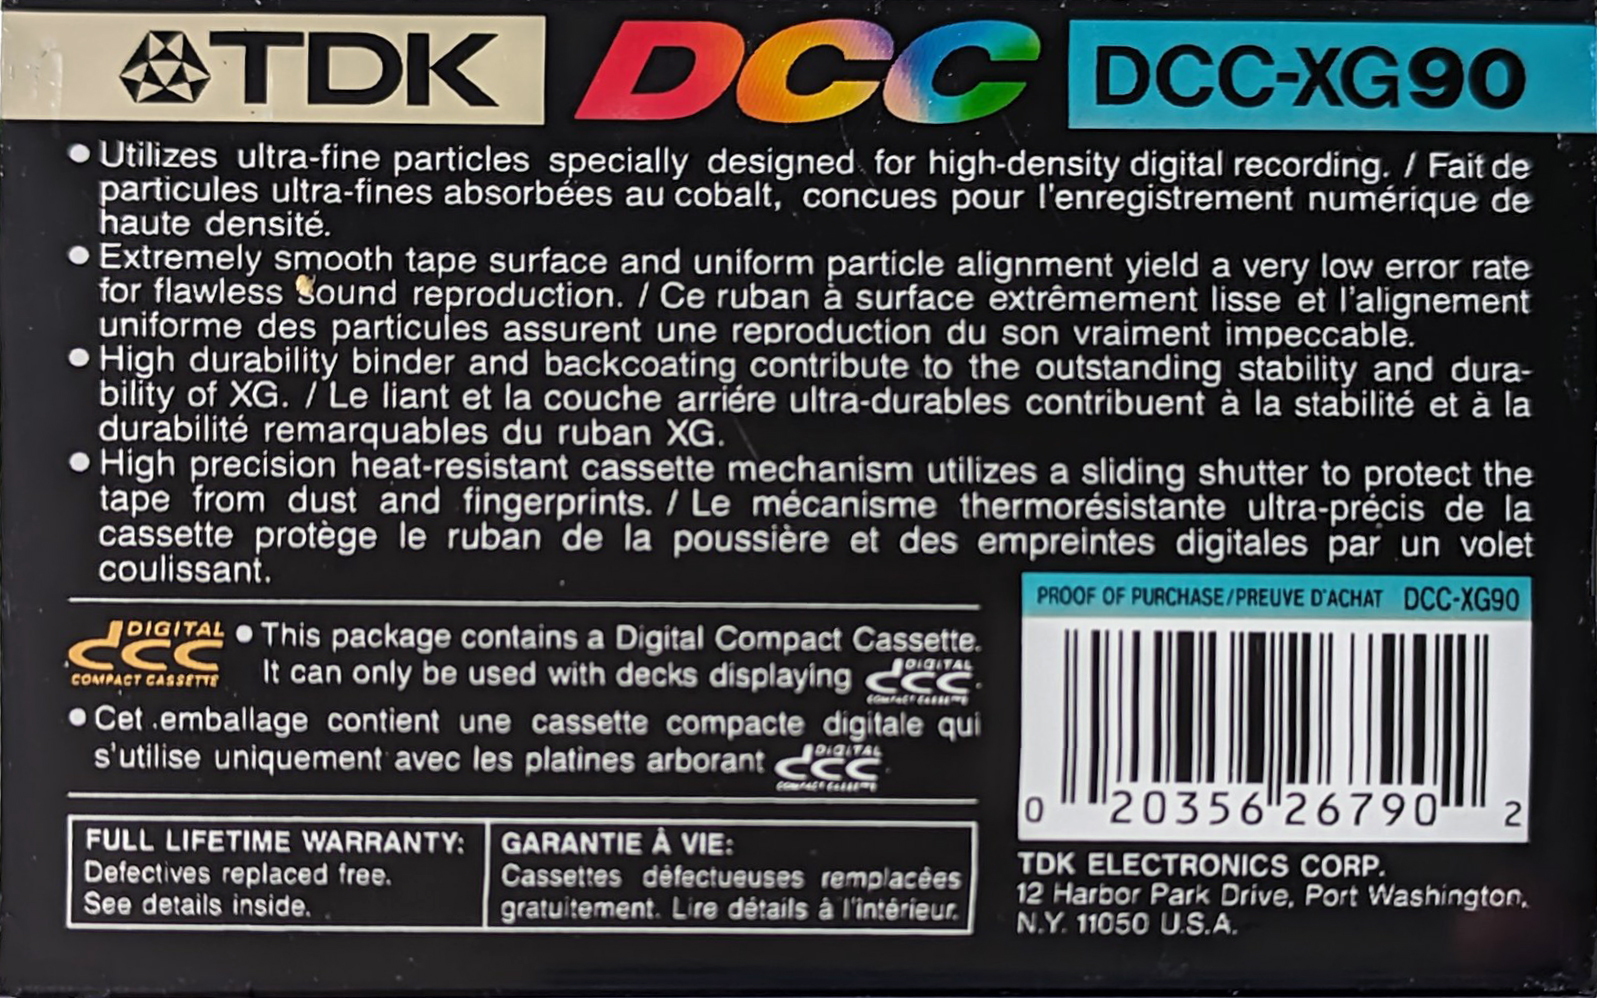 TDK DCC DCC-XG90
• Utilizes ultra-fine particles specially designed for high-density digital recording. / Fait de
particules ultra-fines absorbées au cobalt, concues pour l'enregistrement numérique de
haute densité.
• Extremely smooth tape surface and uniform particle alignment yield a very low error rate
for flawless sound reproduction. / Ce ruban à surface extrêmement lisse et l'alignement
uniforme des particules assurent une reproduction du son vraiment impeccable.
• High durability binder and backcoating contribute to the outstanding stability and dura-
bility of XG. / Le liant et la couche arriére ultra-durables contribuent à la stabilité et à la
durabilité remarquables du ruban XG.
• High precision heat-resistant cassette mechanism utilizes a sliding shutter to protect the
tape from dust and fingerprints. / Le mécanisme thermorésistante ultra-précis de la
cassette protège le ruban de la poussière et des empreintes digitales par un volet
coulissant.
DIGITAL
dcc
COMPACT CASSETTE
• This package contains a Digital Compact Cassette.
It can only be used with decks displaying DIGITAL dcc COMPACT CASSETTE.
• Cet emballage contient une cassette compacte digitale qui
s'utilise uniquement avec les platines arborant DIGITAL dcc COMPACT CASSETTE.
FULL LIFETIME WARRANTY:
Defectives replaced free.
See details inside.
GARANTIE À VIE:
Cassettes défectueuses remplacées
gratuitement. Lire détails à l'intérieur.
PROOF OF PURCHASE/PREUVE D'ACHAT DCC-XG90
0 20356 26790 2
TDK ELECTRONICS CORP.
12 Harbor Park Drive, Port Washington,
N.Y. 11050 U.S.A.